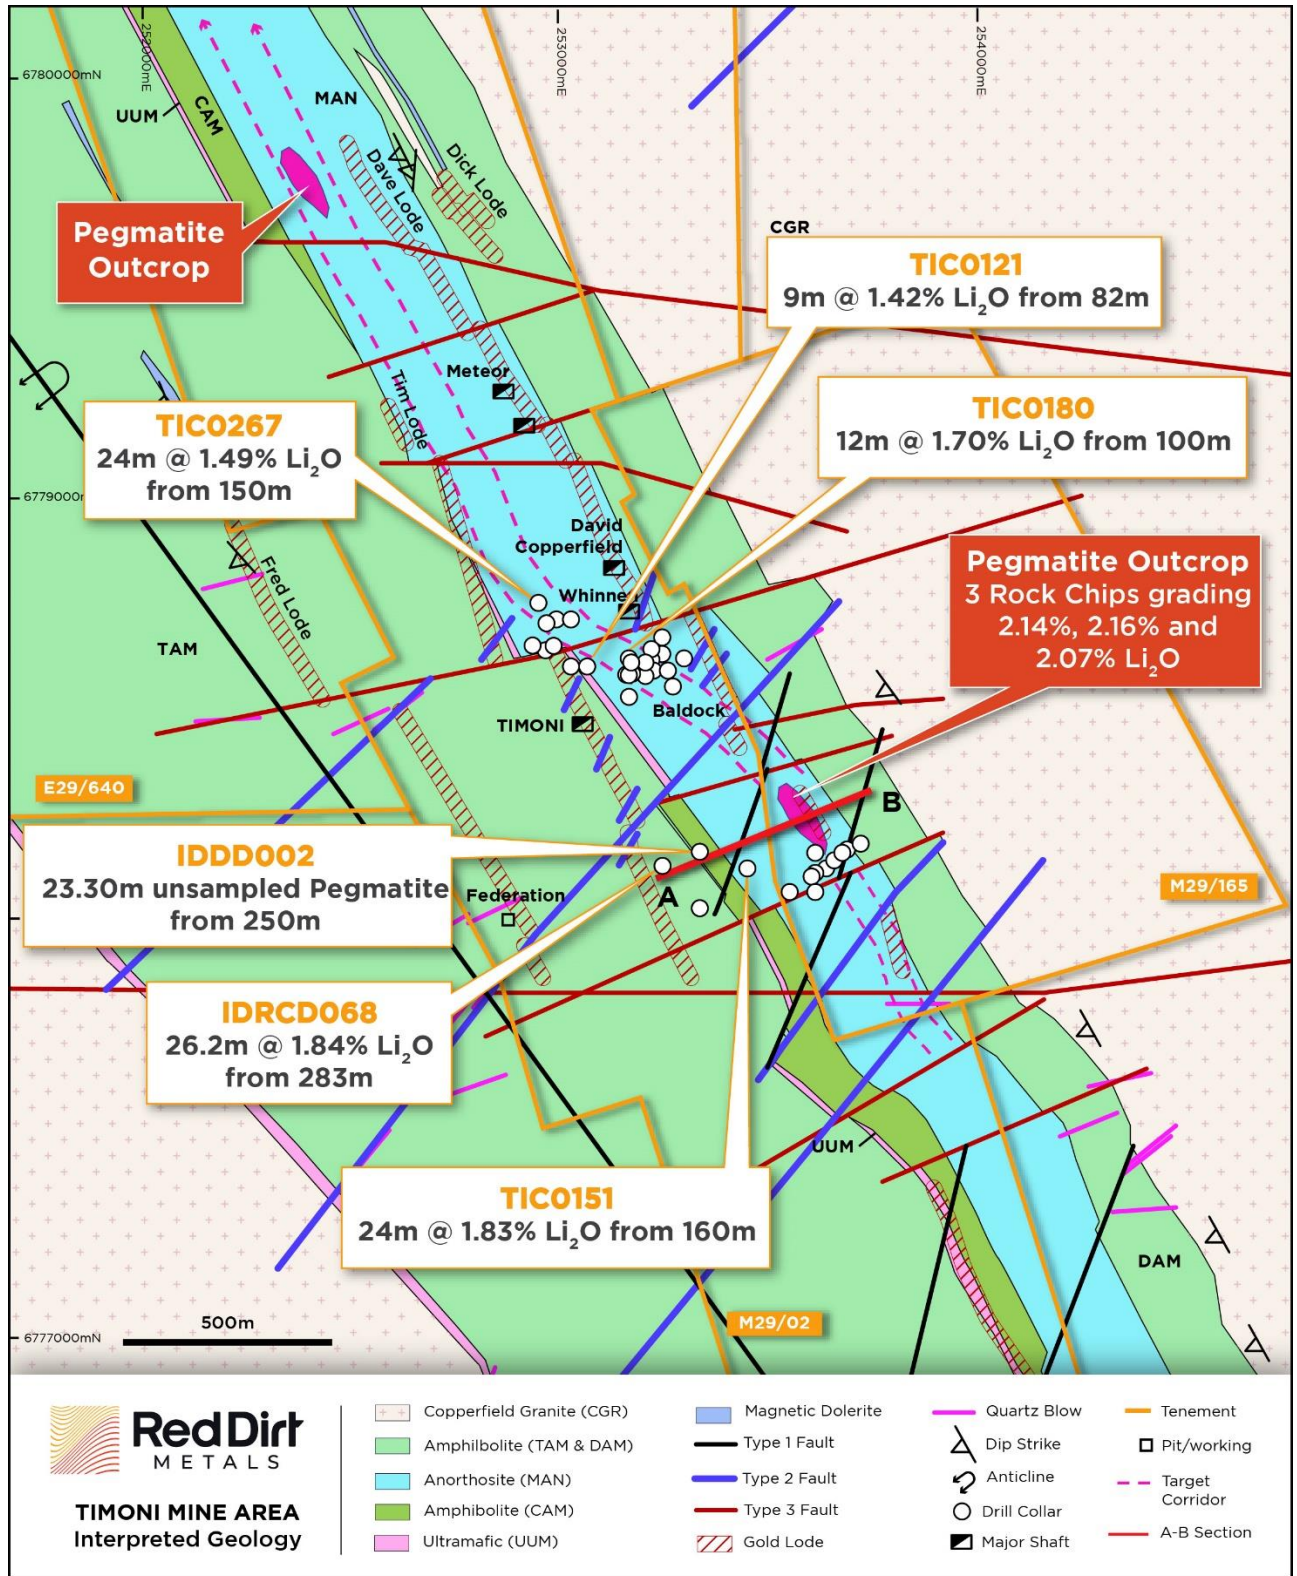 252000mE
253000mE
254000mE
6780000mN
UUM
CAM
MAN
Dave Lode
Dick Lode
Pegmatite
Outcrop
CGR
TIC0121
9m @ 1.42% Li₂O from 82m
Meteor
Tim Lode
TIC0267
24m @ 1.49% Li₂O
from 150m
TIC0180
12m @ 1.70% Li₂O from 100m
6779000m
David
Copperfield
Whinnen
Fred Lode
TAM
Pegmatite Outcrop
3 Rock Chips grading
2.14%, 2.16% and
2.07% Li₂O
TIMONI
Baldock
E29/640
B
IDDD002
23.30m unsampled Pegmatite
from 250m
A
Federation
M29/165
IDRCD068
26.2m @ 1.84% Li₂O
from 283m
UUM
TIC0151
24m @ 1.83% Li₂O from 160m
DAM
M29/02
6777000mN
500m
RedDirt
METALS
TIMONI MINE AREA
Interpreted Geology
Copperfield Granite (CGR)
Amphilbolite (TAM & DAM)
Anorthosite (MAN)
Amphibolite (CAM)
Ultramafic (UUM)
Magnetic Dolerite
Type 1 Fault
Type 2 Fault
Type 3 Fault
Gold Lode
Quartz Blow
Dip Strike
Anticline
Drill Collar
Major Shaft
Tenement
Pit/working
Target
Corridor
A-B Section